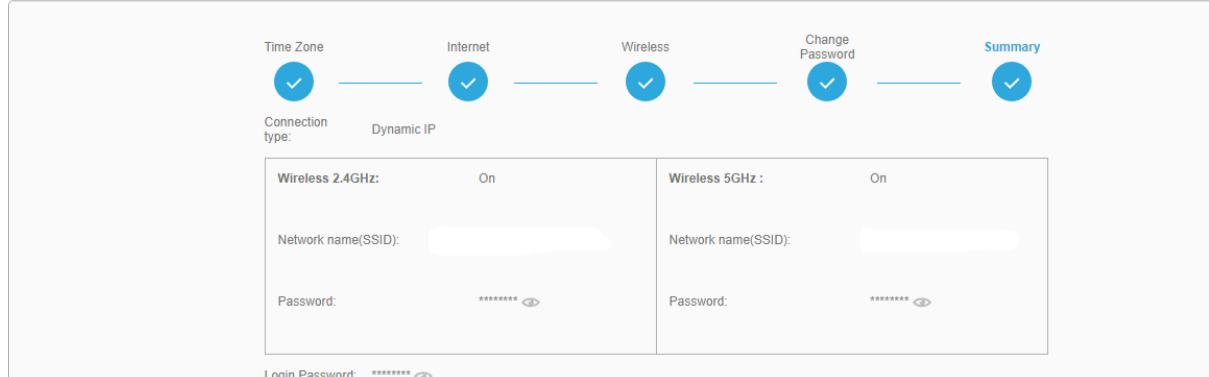 Time Zone
Internet
Wireless
Change
Password
Summary
Connection
type:
Dynamic IP
Wireless 2.4GHz:
On
Wireless 5GHz :
On
Network name(SSID):
Network name(SSID):
Password:
********
Password:
********
Login Password:
********